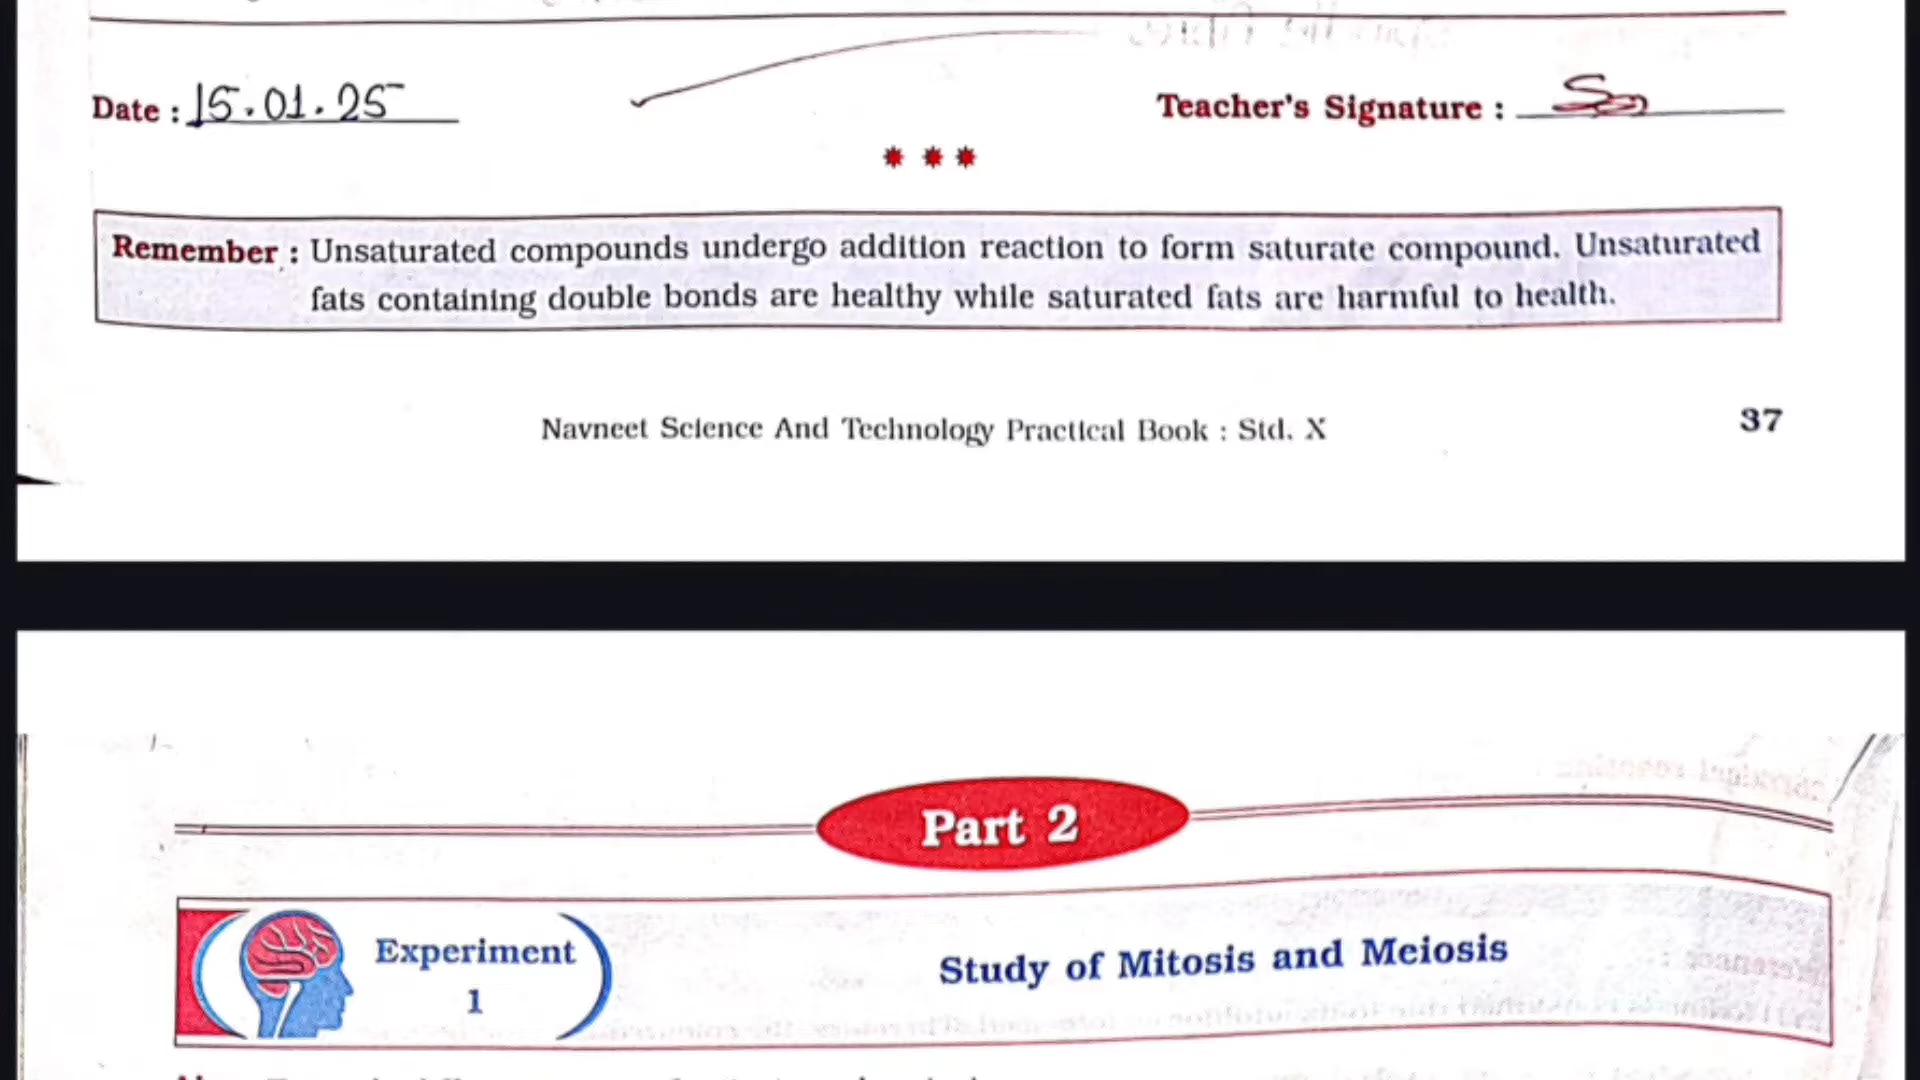 Date : 15.01.25
Teacher's Signature :
Remember : Unsaturated compounds undergo addition reaction to form saturate compound. Unsaturated
fats containing double bonds are healthy while saturated fats are harmful to health.
Navneet Science And Technology Practical Book : Std. X
37
Part 2
Experiment
1
Study of Mitosis and Meiosis